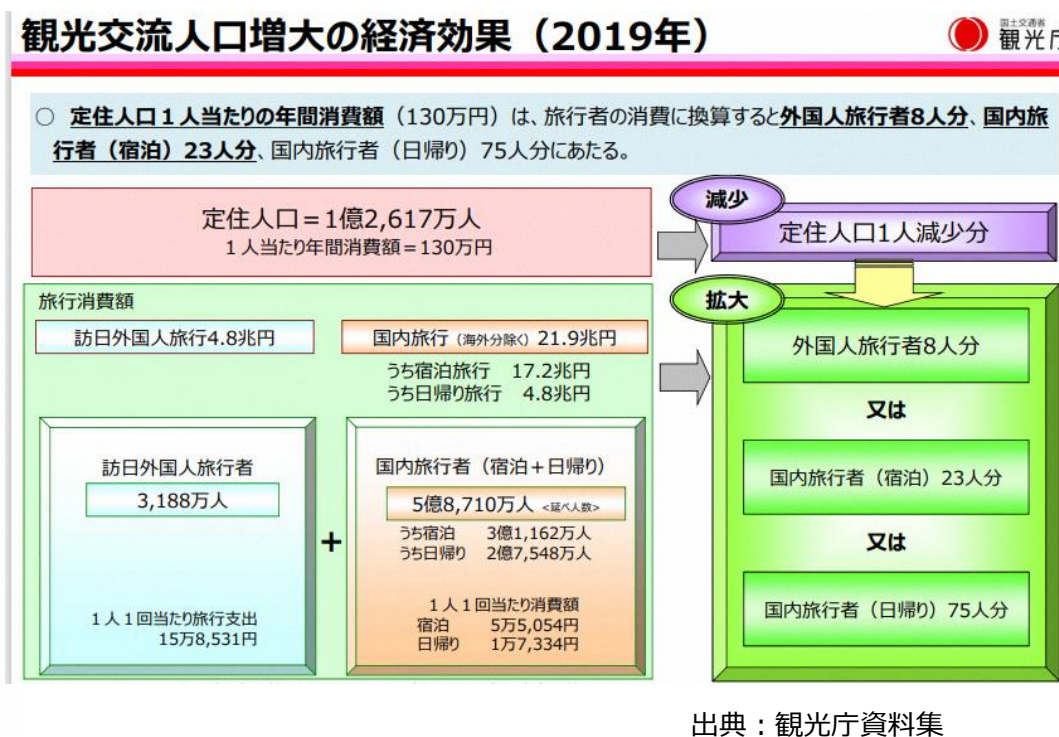 観光交流人口増大の経済効果（2019年）
国土交通省
観光庁
○ 定住人口１人当たりの年間消費額（130万円）は、旅行者の消費に換算すると外国人旅行者8人分、国内旅
行者（宿泊）23人分、国内旅行者（日帰り）75人分にあたる。
定住人口＝1億2,617万人
１人当たり年間消費額＝130万円
減少
定住人口1人減少分
旅行消費額
訪日外国人旅行4.8兆円
国内旅行（海外分除く）21.9兆円
うち宿泊旅行 17.2兆円
うち日帰り旅行 4.8兆円
訪日外国人旅行者
3,188万人
１人１回当たり旅行支出
15万8,531円
+
国内旅行者（宿泊＋日帰り）
5億8,710万人 <延べ人数>
うち宿泊 3億1,162万人
うち日帰り 2億7,548万人
１人１回当たり消費額
宿泊 5万5,054円
日帰り 1万7,334円
拡大
外国人旅行者8人分
又は
国内旅行者（宿泊）23人分
又は
国内旅行者（日帰り）75人分
出典：観光庁資料集